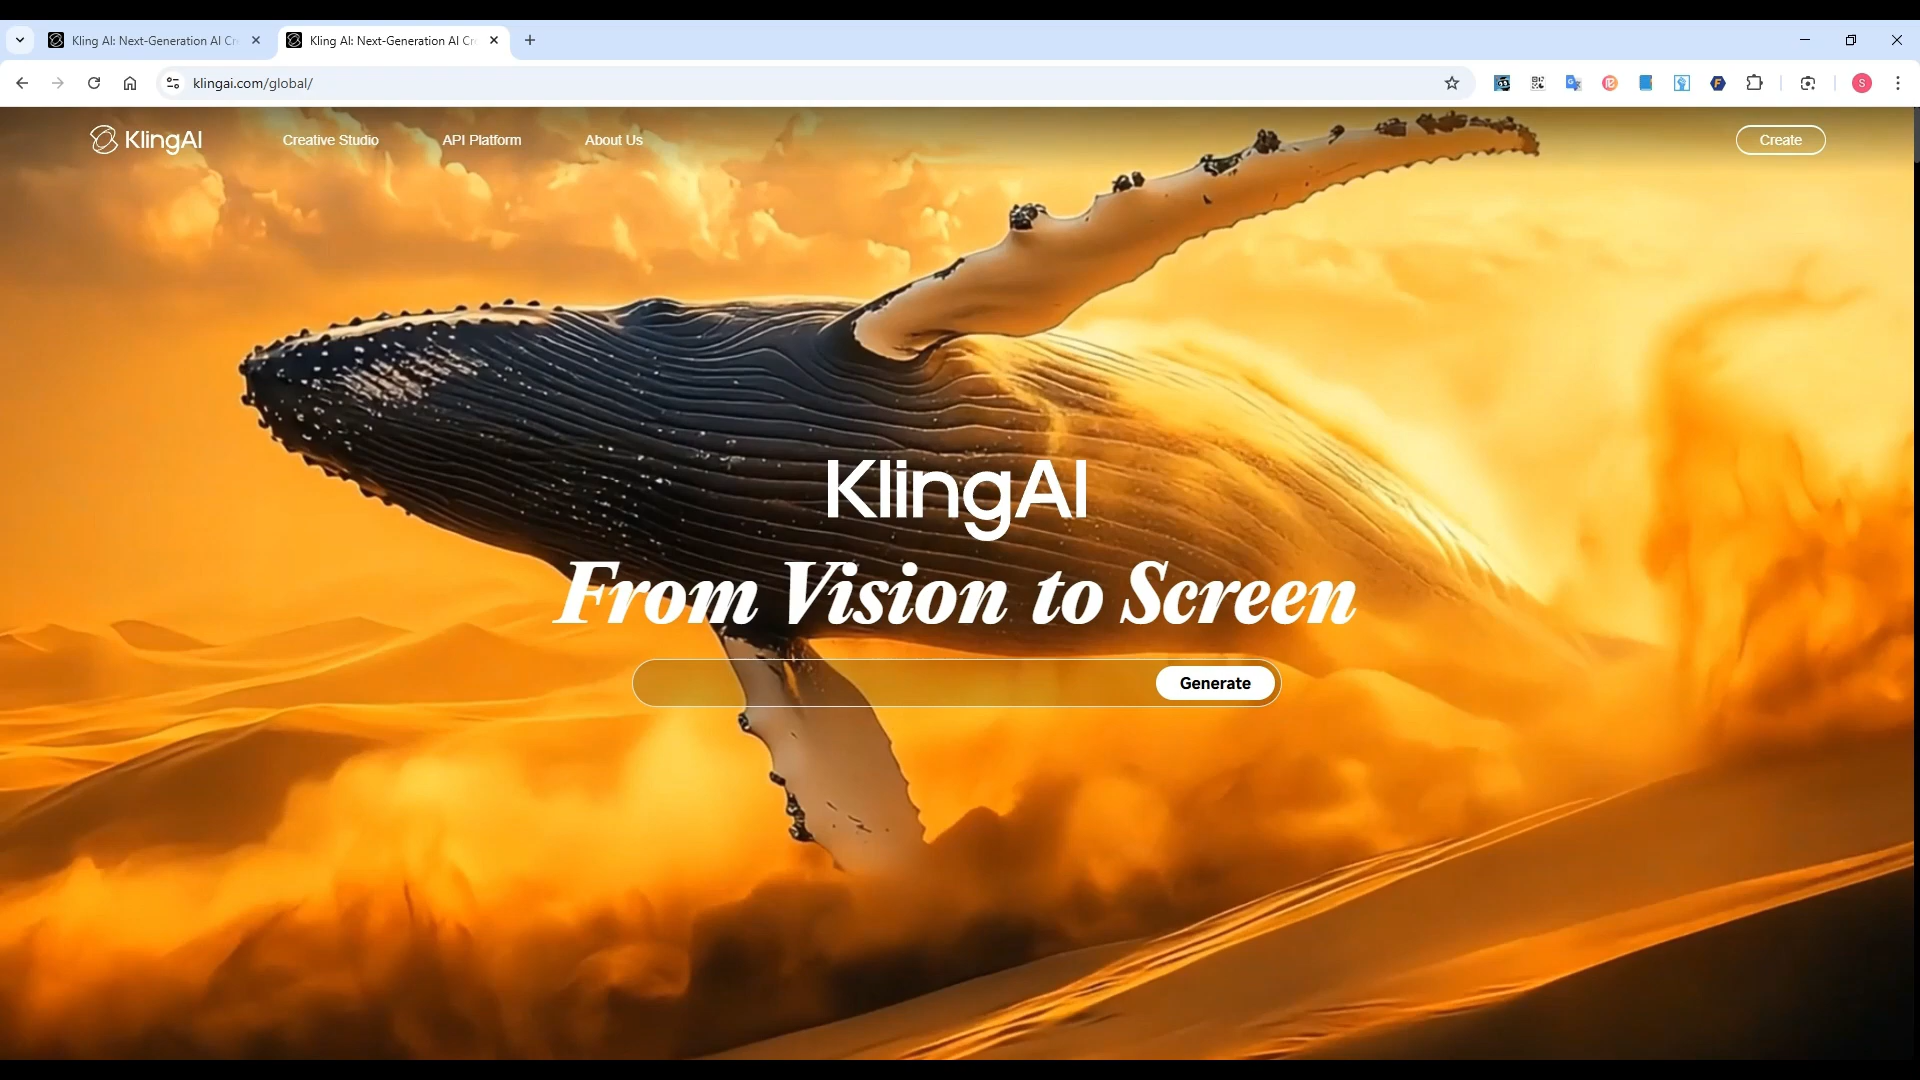 Kling AI: Next-Generation AI Cr
Kling AI: Next-Generation AI Cr
klingai.com/global/
S
KlingAI
Creative Studio
API Platform
About Us
Create
KlingAI
From Vision to Screen
Generate